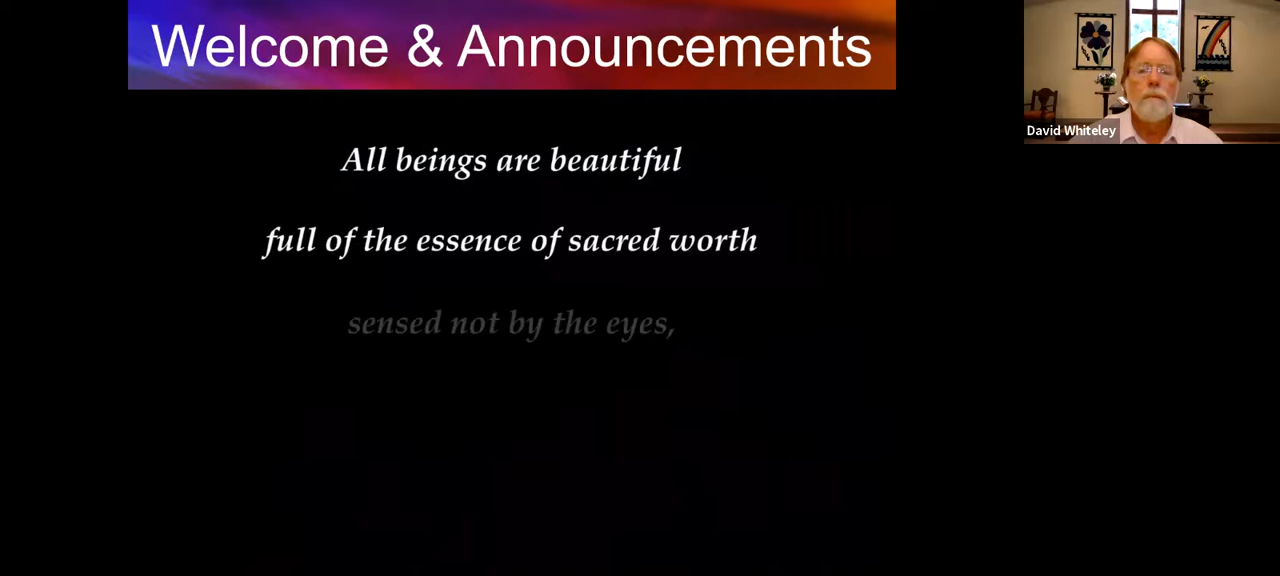 Welcome & Announcements
David Whiteley
All beings are beautiful
full of the essence of sacred worth
sensed not by the eyes,